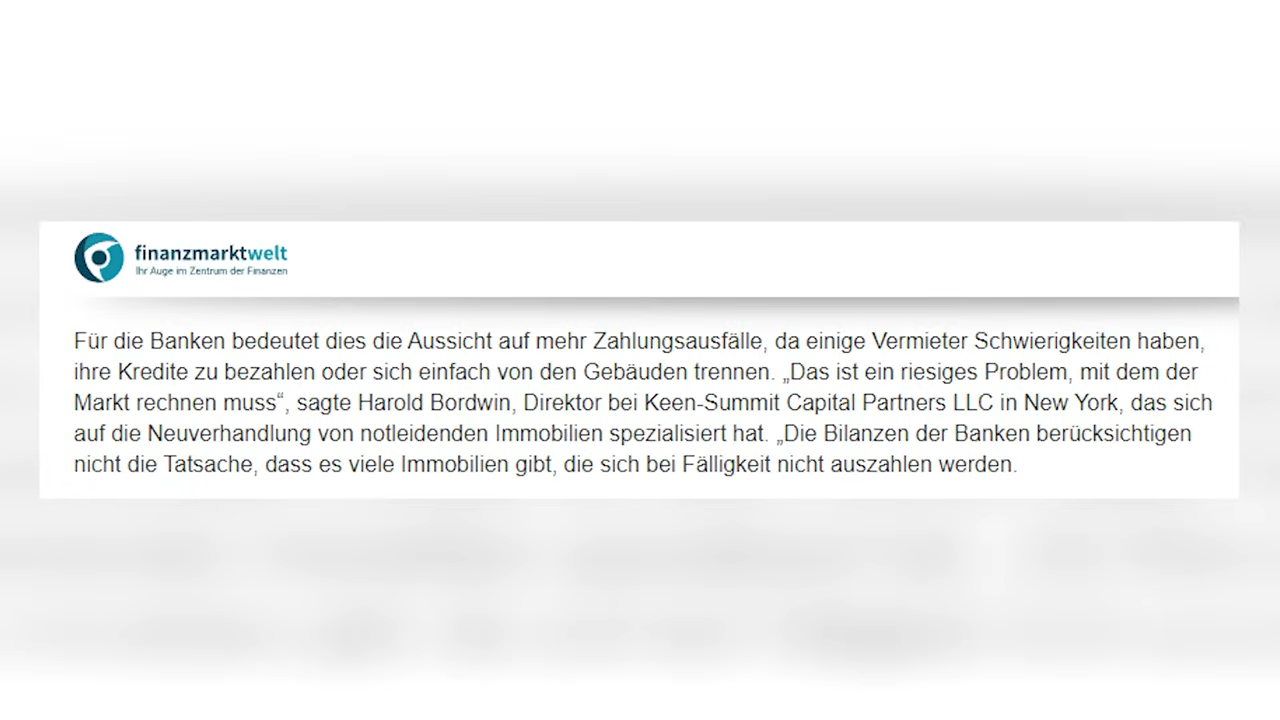 finanzmarktwelt
Ihr Auge im Zentrum der Finanzen
Für die Banken bedeutet dies die Aussicht auf mehr Zahlungsausfälle, da einige Vermieter Schwierigkeiten haben,
ihre Kredite zu bezahlen oder sich einfach von den Gebäuden trennen. „Das ist ein riesiges Problem, mit dem der
Markt rechnen muss“, sagte Harold Bordwin, Direktor bei Keen-Summit Capital Partners LLC in New York, das sich
auf die Neuverhandlung von notleidenden Immobilien spezialisiert hat. „Die Bilanzen der Banken berücksichtigen
nicht die Tatsache, dass es viele Immobilien gibt, die sich bei Fälligkeit nicht auszahlen werden.